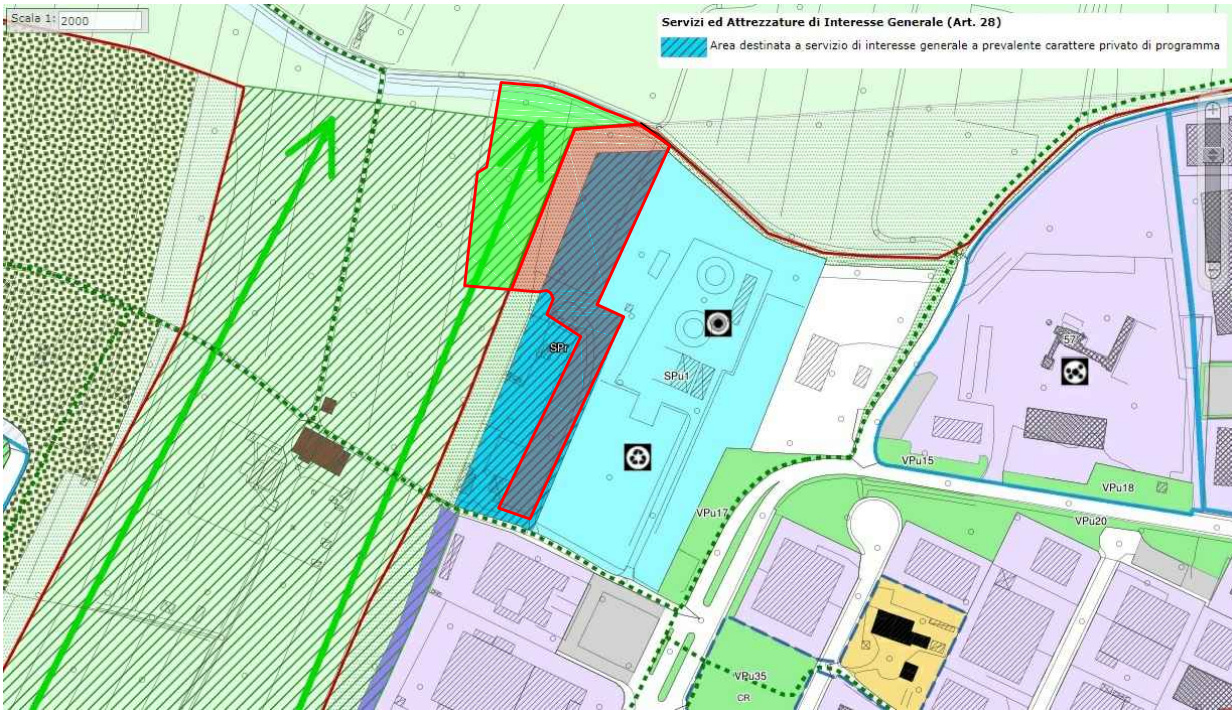 Scala 1: 2000
Servizi ed Attrezzature di Interesse Generale (Art. 28)
Area destinata a servizio di interesse generale a prevalente carattere privato di programma
57
SPr
SPu1
VPu15
VPu18
VPu17
VPu20
VPu35
CR